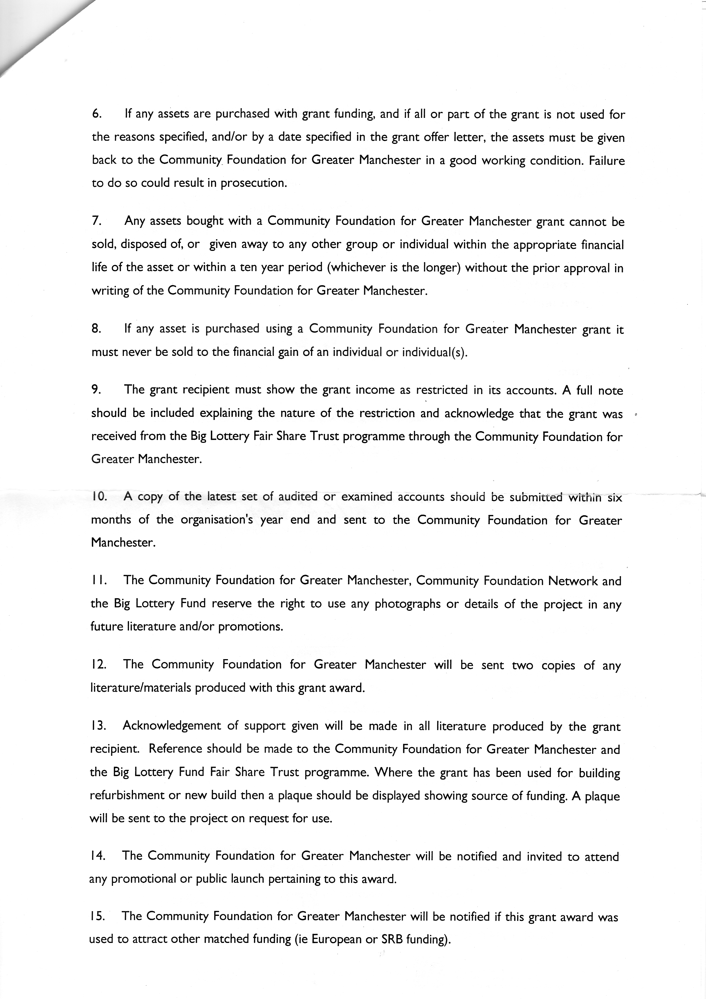 6. If any assets are purchased with grant funding, and if all or part of the grant is not used for
the reasons specified, and/or by a date specified in the grant offer letter, the assets must be given
back to the Community Foundation for Greater Manchester in a good working condition. Failure
to do so could result in prosecution.
7. Any assets bought with a Community Foundation for Greater Manchester grant cannot be
sold, disposed of, or given away to any other group or individual within the appropriate financial
life of the asset or within a ten year period (whichever is the longer) without the prior approval in
writing of the Community Foundation for Greater Manchester.
8. If any asset is purchased using a Community Foundation for Greater Manchester grant it
must never be sold to the financial gain of an individual or individual(s).
9. The grant recipient must show the grant income as restricted in its accounts. A full note
should be included explaining the nature of the restriction and acknowledge that the grant was
received from the Big Lottery Fair Share Trust programme through the Community Foundation for
Greater Manchester.
10. A copy of the latest set of audited or examined accounts should be submitted within six
months of the organisation's year end and sent to the Community Foundation for Greater
Manchester.
11. The Community Foundation for Greater Manchester, Community Foundation Network and
the Big Lottery Fund reserve the right to use any photographs or details of the project in any
future literature and/or promotions.
12. The Community Foundation for Greater Manchester will be sent two copies of any
literature/materials produced with this grant award.
13. Acknowledgement of support given will be made in all literature produced by the grant
recipient. Reference should be made to the Community Foundation for Greater Manchester and
the Big Lottery Fund Fair Share Trust programme. Where the grant has been used for building
refurbishment or new build then a plaque should be displayed showing source of funding. A plaque
will be sent to the project on request for use.
14. The Community Foundation for Greater Manchester will be notified and invited to attend
any promotional or public launch pertaining to this award.
15. The Community Foundation for Greater Manchester will be notified if this grant award was
used to attract other matched funding (ie European or SRB funding).